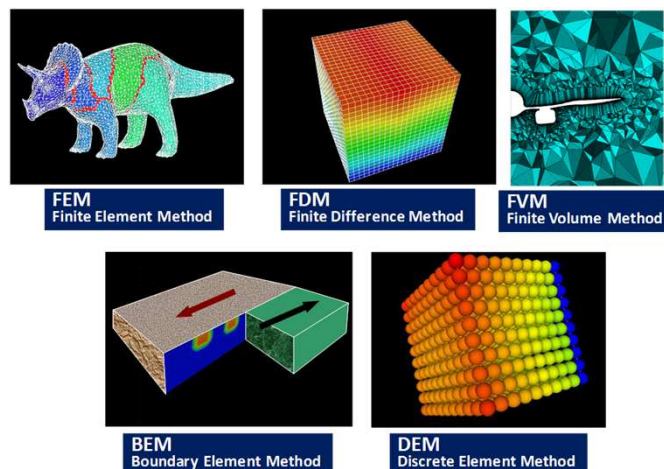 FEM
Finite Element Method
FDM
Finite Difference Method
FVM
Finite Volume Method
BEM
Boundary Element Method
DEM
Discrete Element Method